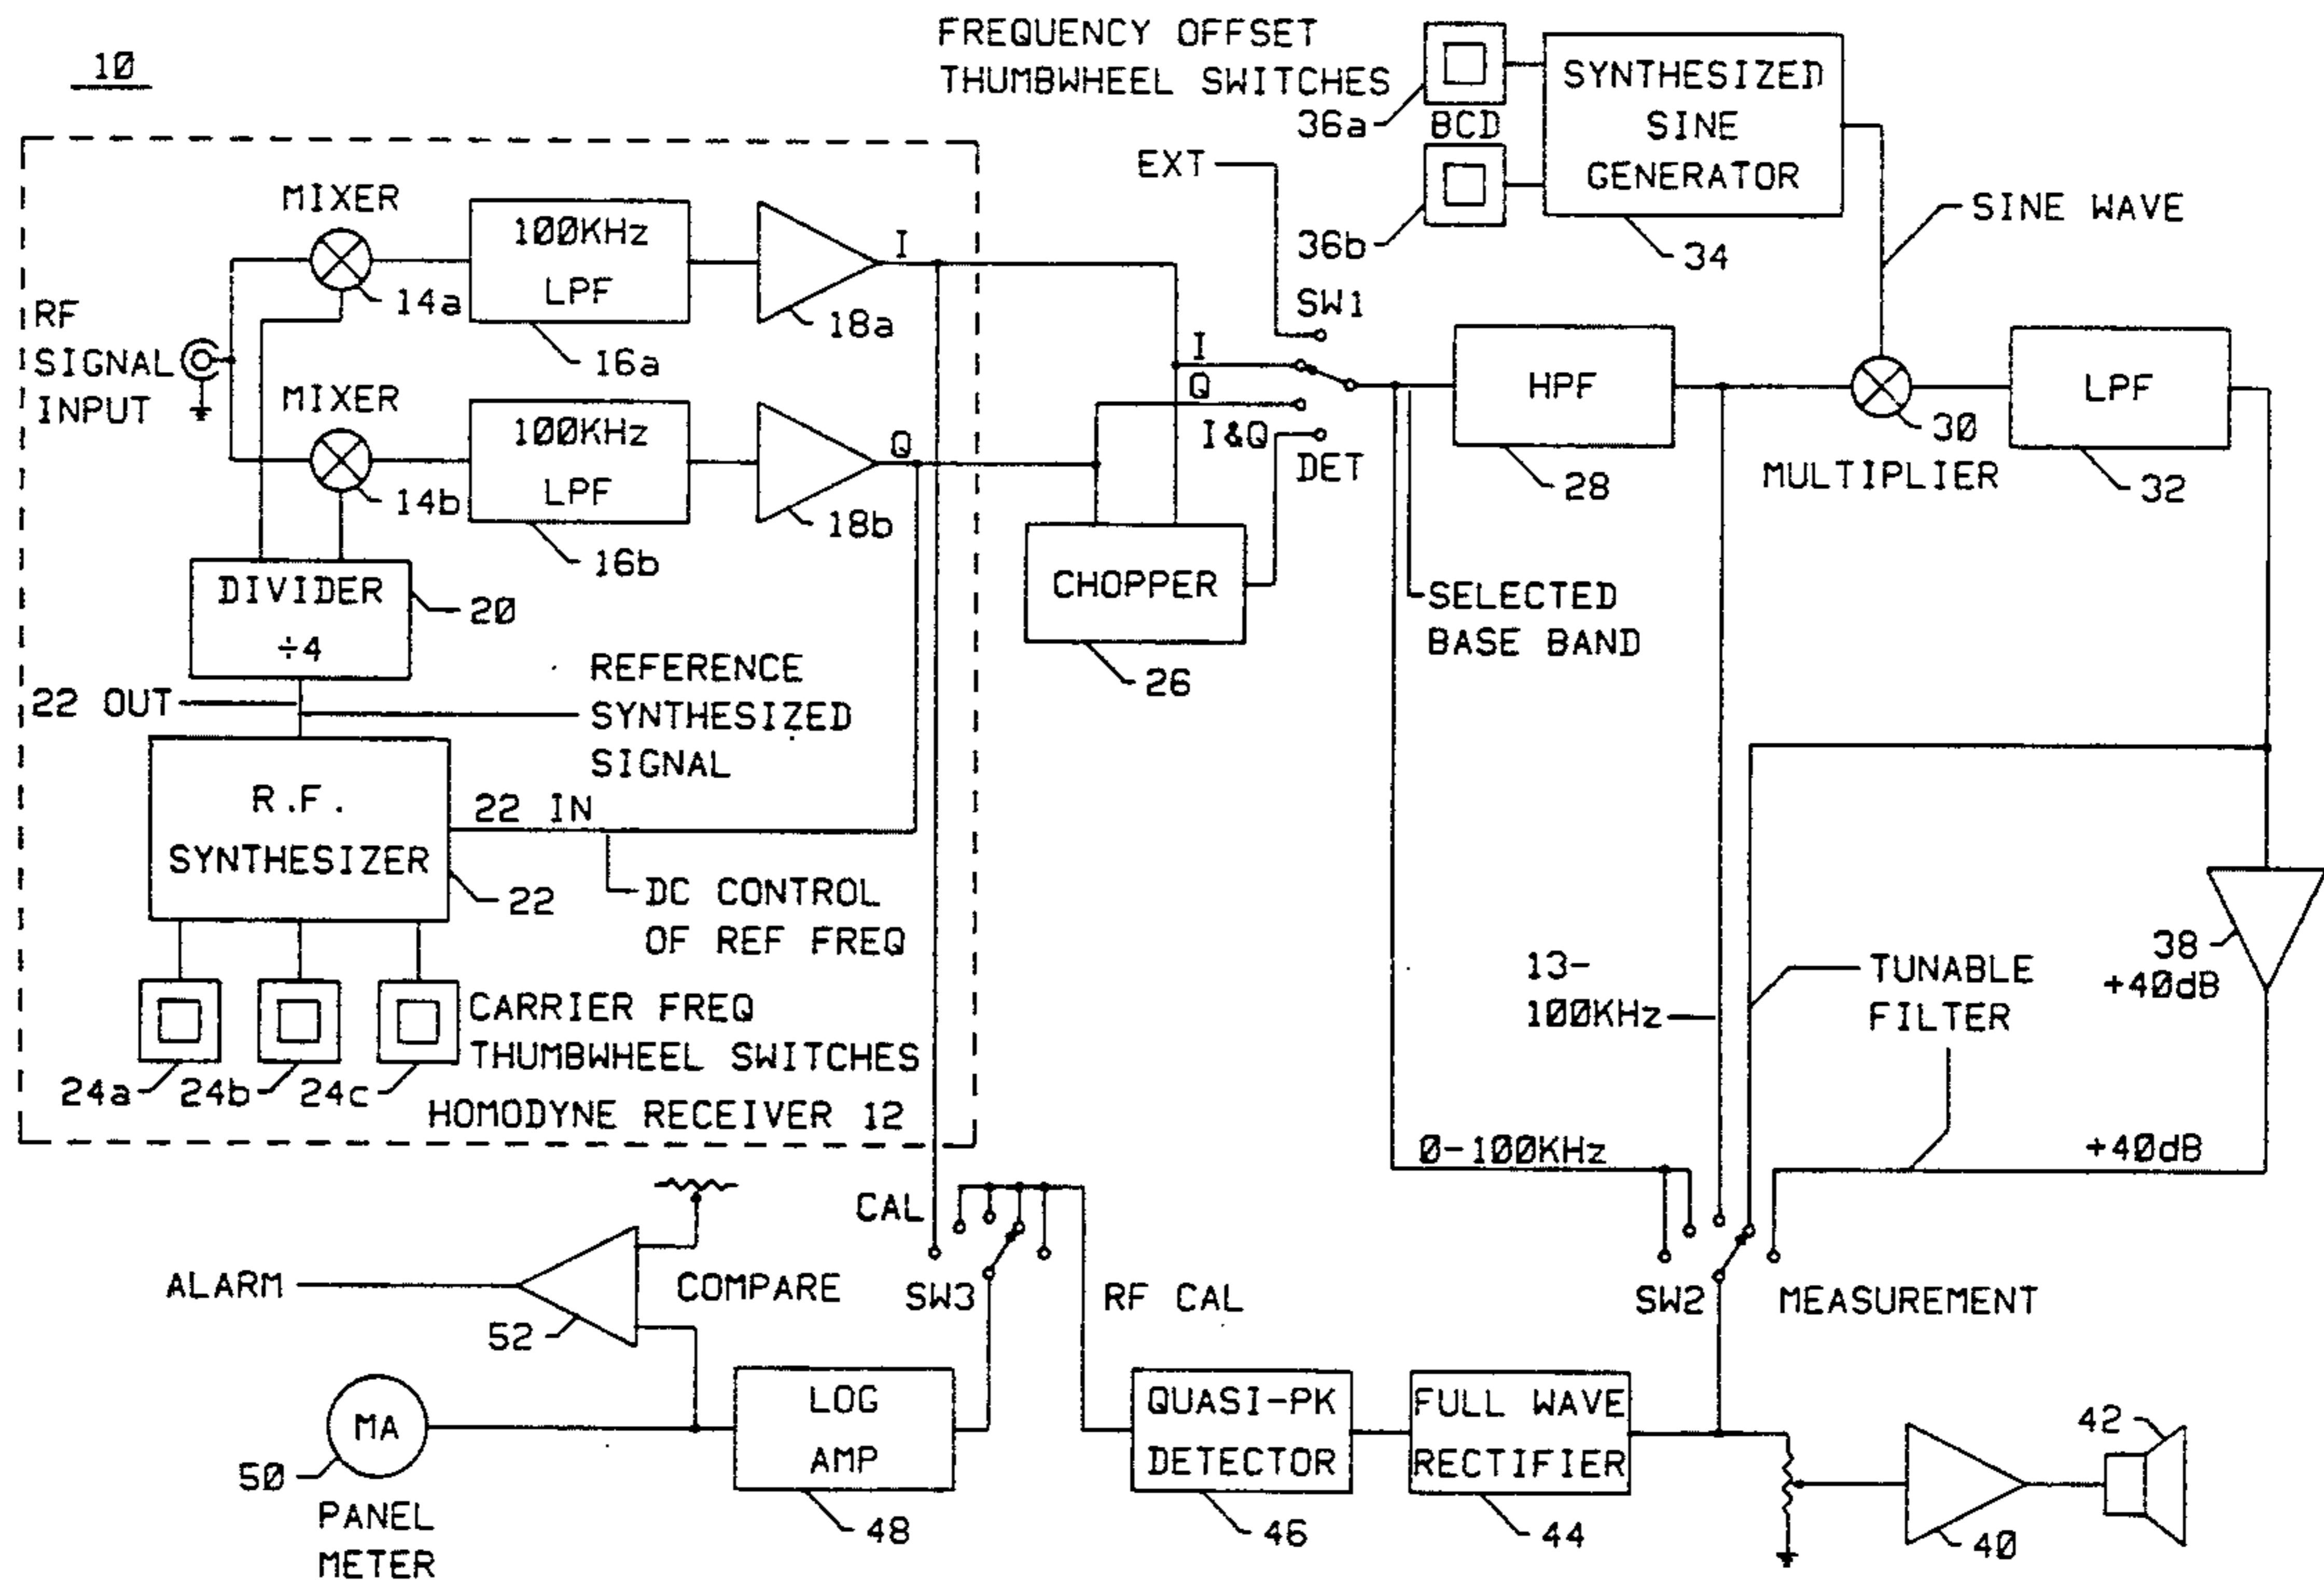 10
FREQUENCY OFFSET
THUMBWHEEL SWITCHES
36a
BCD
36b
SYNTHESIZED
SINE
GENERATOR
34
SINE WAVE
EXT
SW1
I
Q
I&Q
DET
MIXER
14a
100KHz
LPF
16a
I
18a
RF
SIGNAL
INPUT
MIXER
14b
100KHz
LPF
16b
Q
18b
DIVIDER
÷4
20
22 OUT
REFERENCE
SYNTHESIZED
SIGNAL
R.F.
SYNTHESIZER
22
22 IN
DC CONTROL
OF REF FREQ
CARRIER FREQ
THUMBWHEEL SWITCHES
24a
24b
24c
HOMODYNE RECEIVER 12
CHOPPER
26
SELECTED
BASE BAND
HPF
28
30
MULTIPLIER
LPF
32
38
+40dB
13-
100KHz
TUNABLE
FILTER
0-100KHz
+40dB
CAL
SW3
RF CAL
SW2
MEASUREMENT
ALARM
52
COMPARE
MA
50
PANEL
METER
LOG
AMP
48
QUASI-PK
DETECTOR
46
FULL WAVE
RECTIFIER
44
40
42